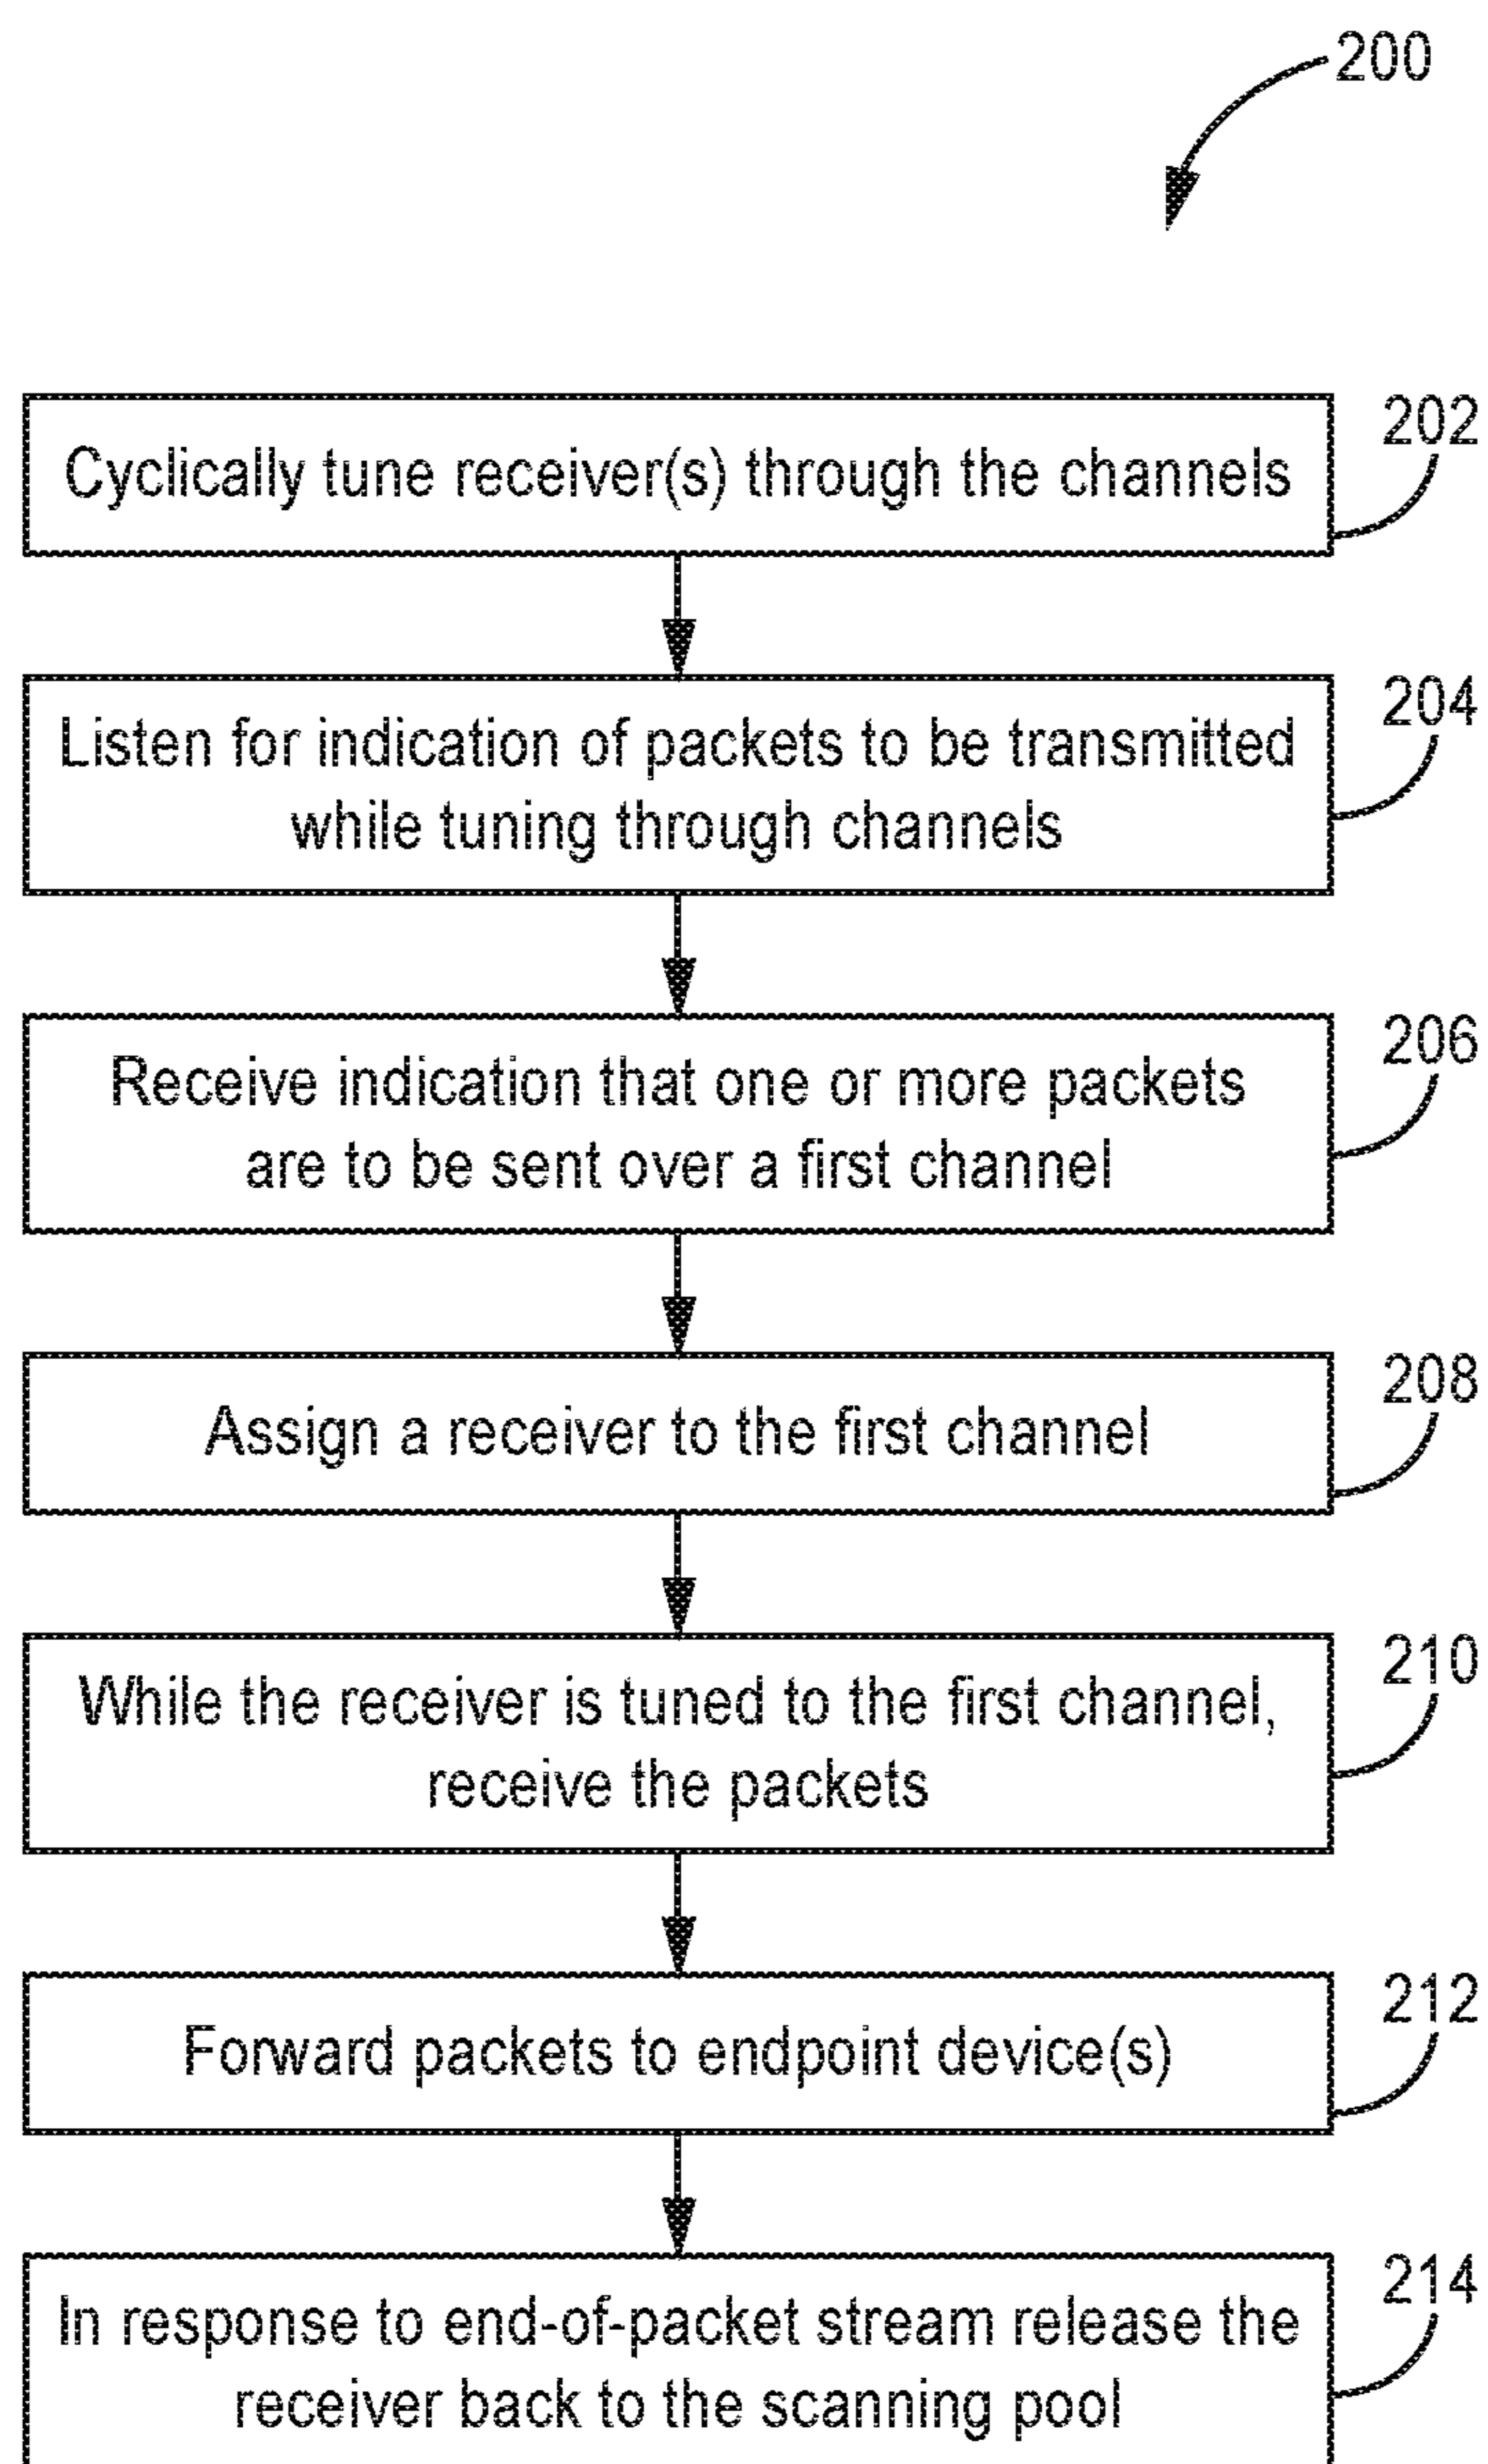 200
Cyclically tune receiver(s) through the channels
202
Listen for indication of packets to be transmitted
while tuning through channels
204
Receive indication that one or more packets
are to be sent over a first channel
206
Assign a receiver to the first channel
208
While the receiver is tuned to the first channel,
receive the packets
210
Forward packets to endpoint device(s)
212
In response to end-of-packet stream release the
receiver back to the scanning pool
214